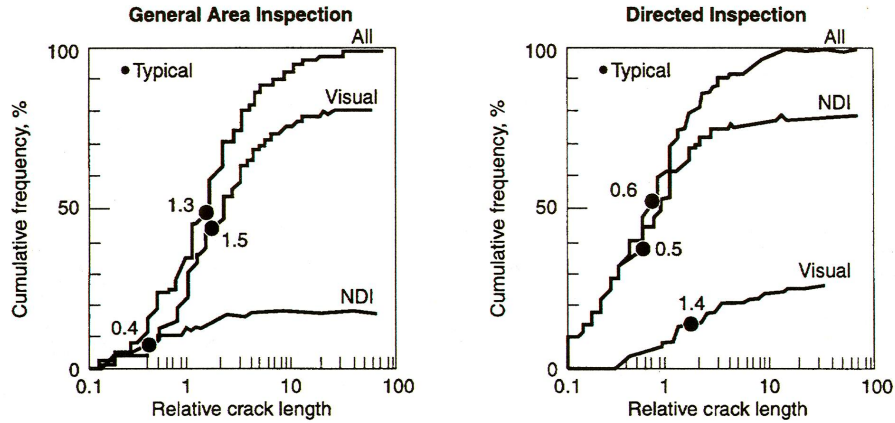 General Area Inspection
Cumulative frequency, %
100
50
0
Typical
All
Visual
NDI
1.3
1.5
0.4
0.1
1
10
100
Relative crack length
Directed Inspection
Cumulative frequency, %
100
50
0
Typical
All
NDI
Visual
0.6
0.5
1.4
0.1
1
10
100
Relative crack length